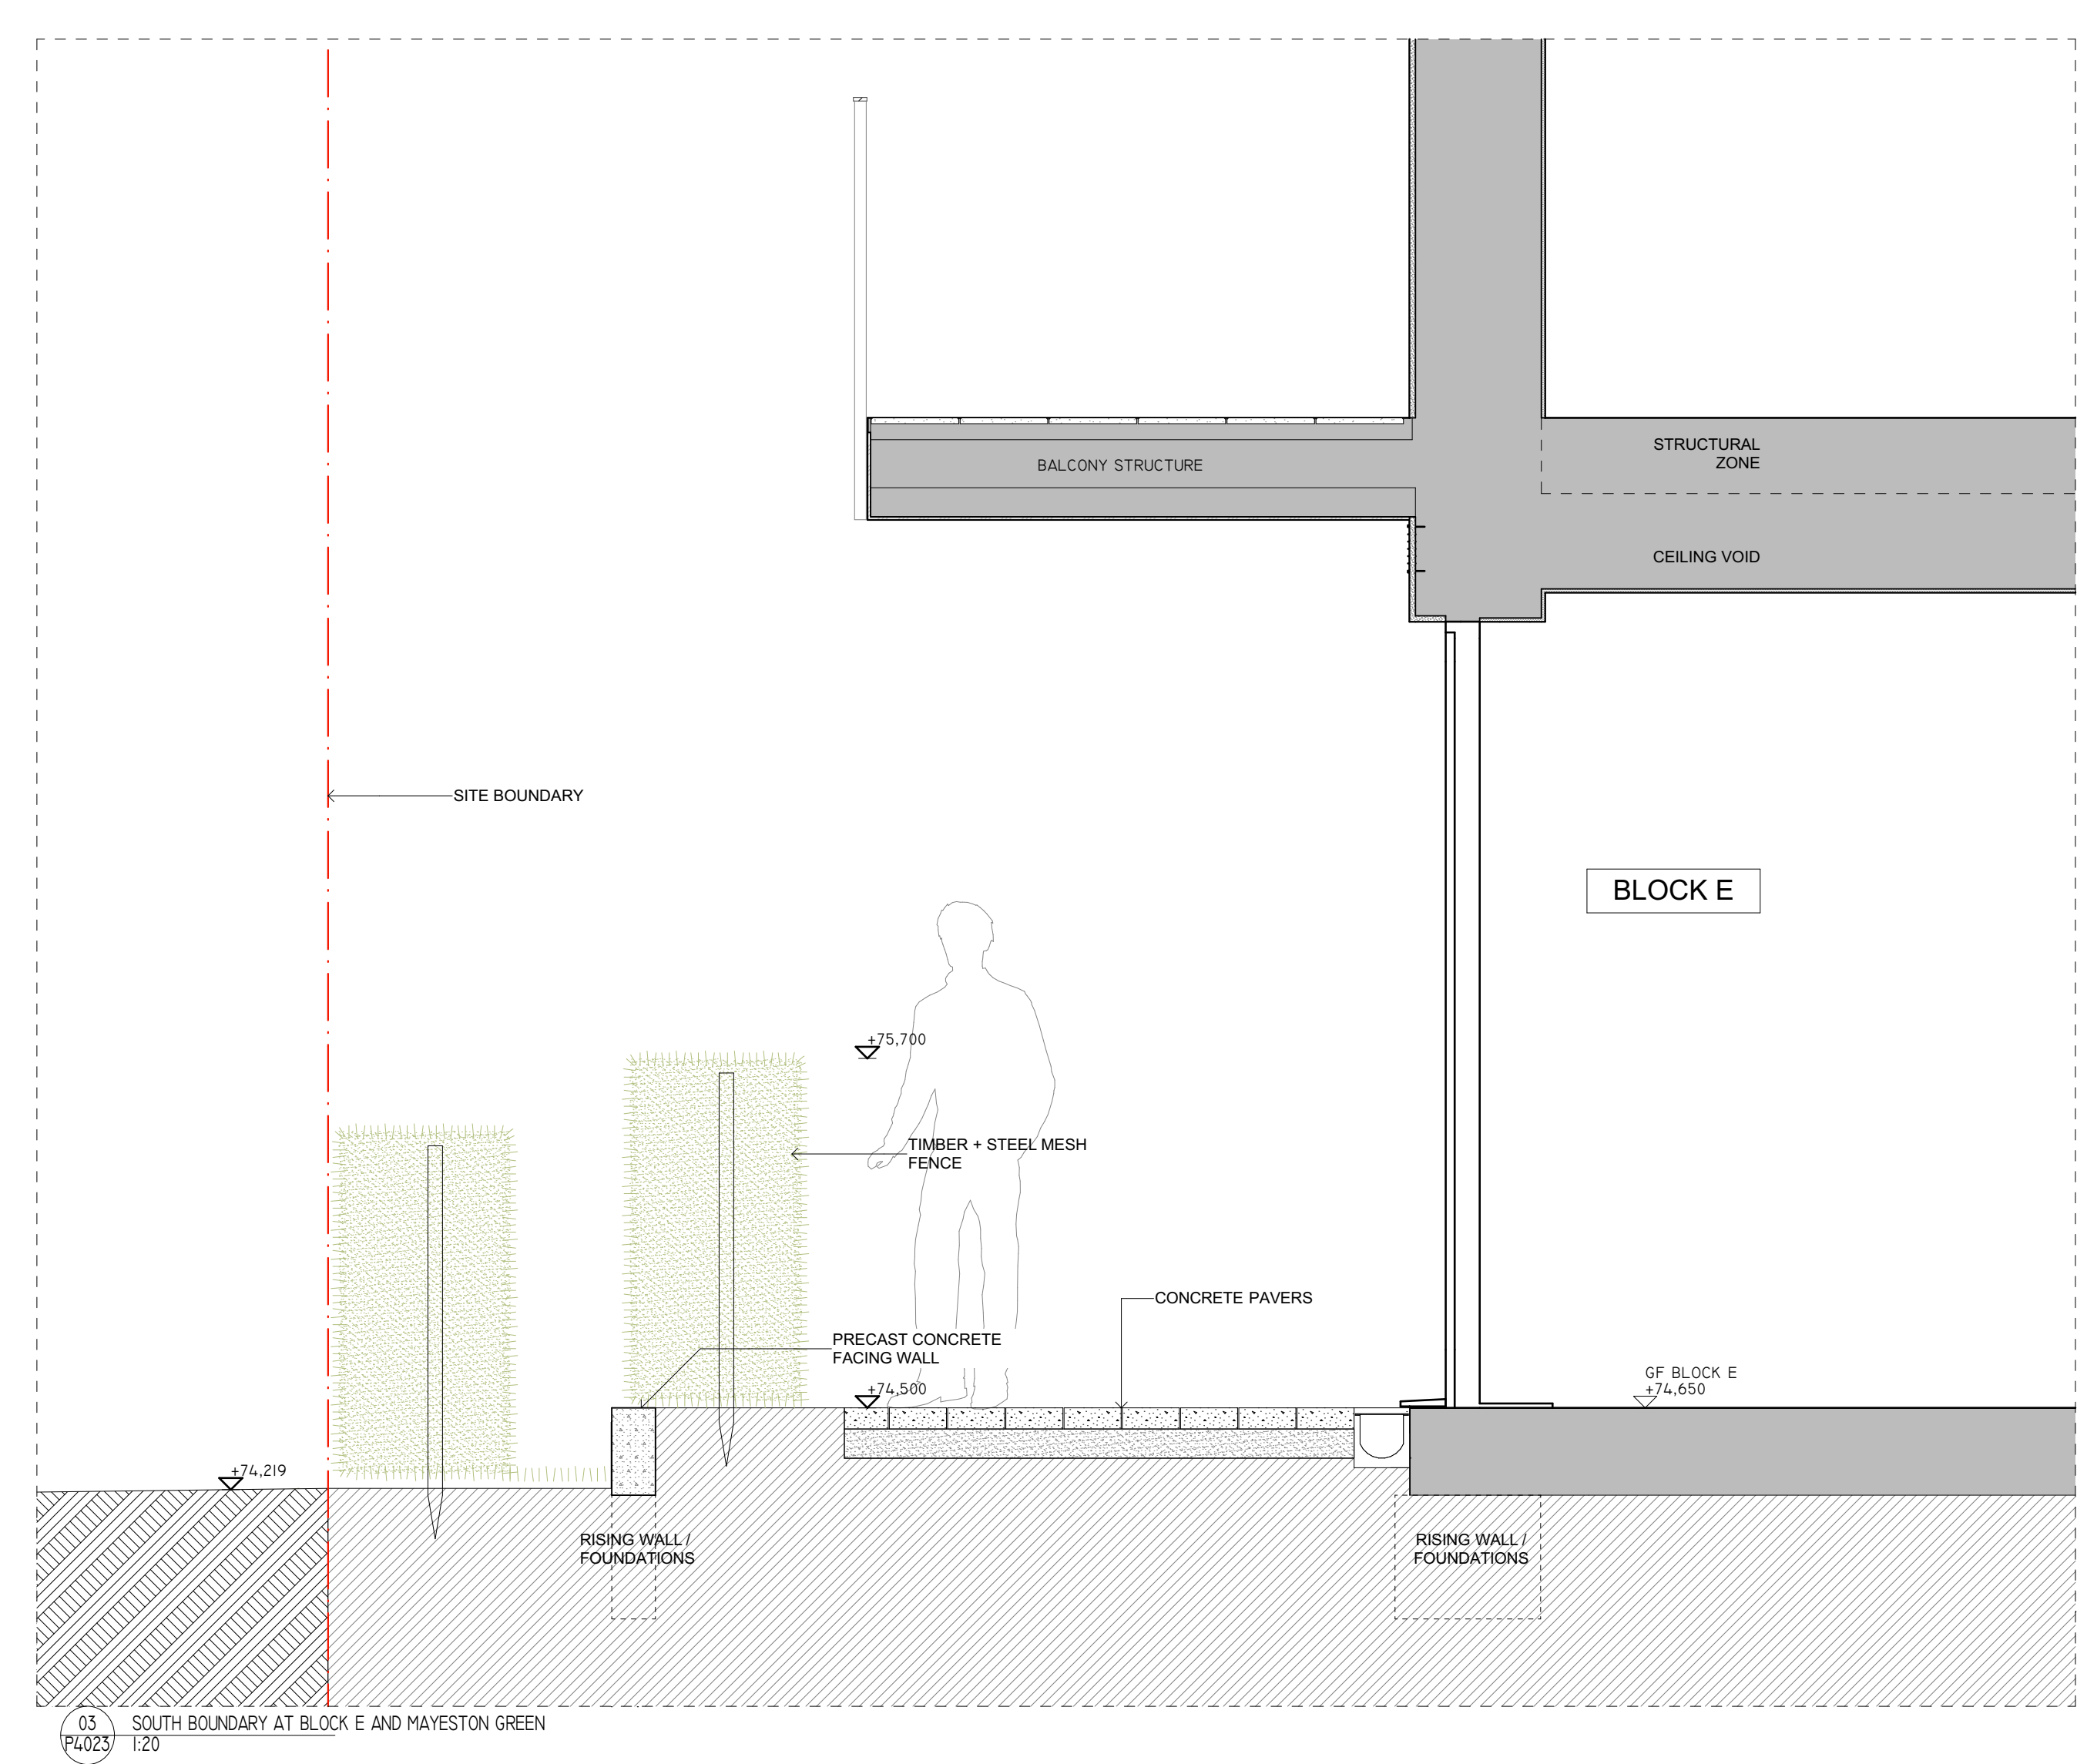 BALCONY STRUCTURE
STRUCTURAL
ZONE
CEILING VOID
SITE BOUNDARY
BLOCK E
+75,700
TIMBER + STEEL MESH
FENCE
CONCRETE PAVERS
PRECAST CONCRETE
FACING WALL
+74,500
GF BLOCK E
+74,650
+74,219
RISING WALL /
FOUNDATIONS
RISING WALL /
FOUNDATIONS
03
P4023
SOUTH BOUNDARY AT BLOCK E AND MAYESTON GREEN
1:20